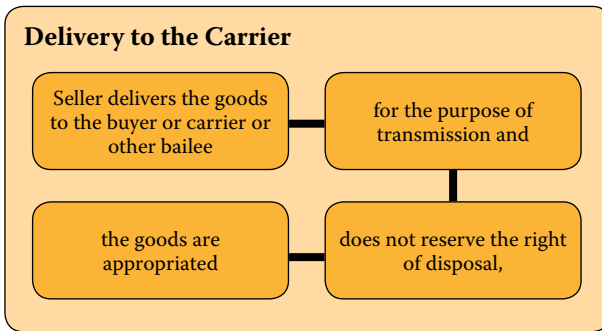 Delivery to the Carrier
Seller delivers the goods
to the buyer or carrier or
other bailee
for the purpose of
transmission and
does not reserve the right
of disposal,
the goods are
appropriated